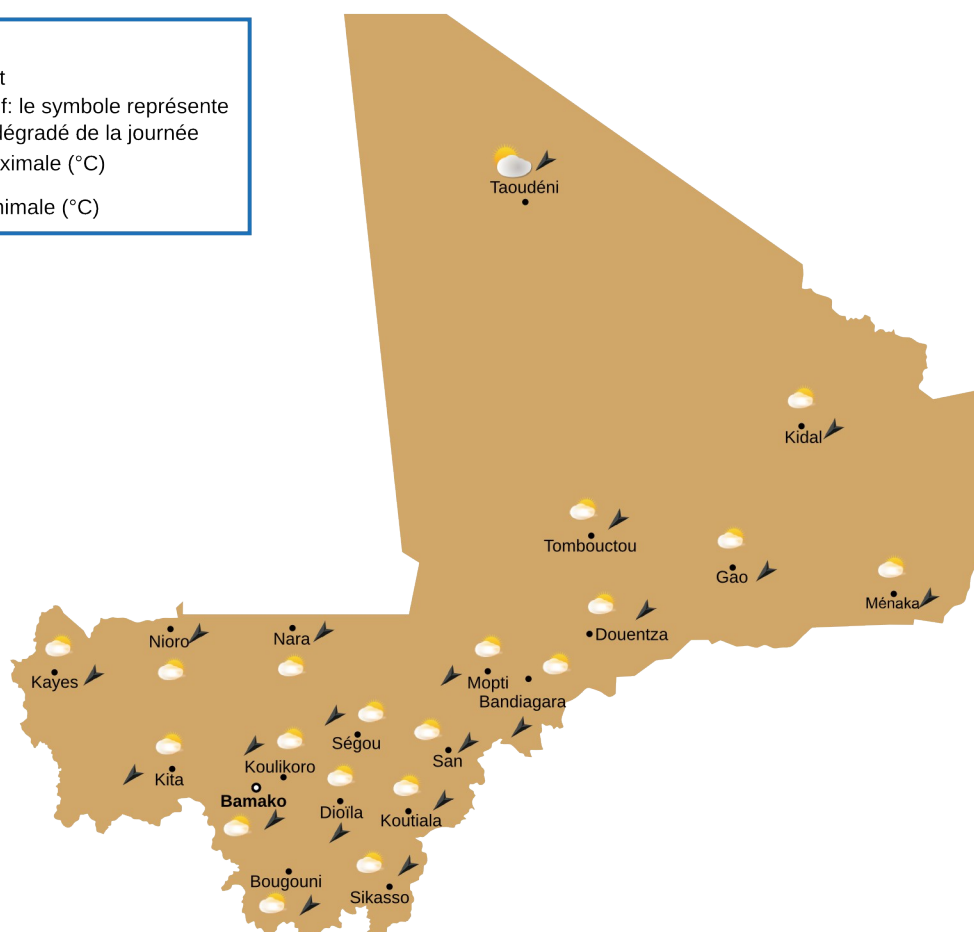 t
f: le symbole représente
dégradé de la journée
ximale (°C)
nimale (°C)
Taoudéni
Kidal
Tombouctou
Gao
Ménaka
Douentza
Nioro
Nara
Kayes
Mopti
Bandiagara
Ségou
San
Koulikoro
Kita
Bamako
Dioïla
Koutiala
Bougouni
Sikasso